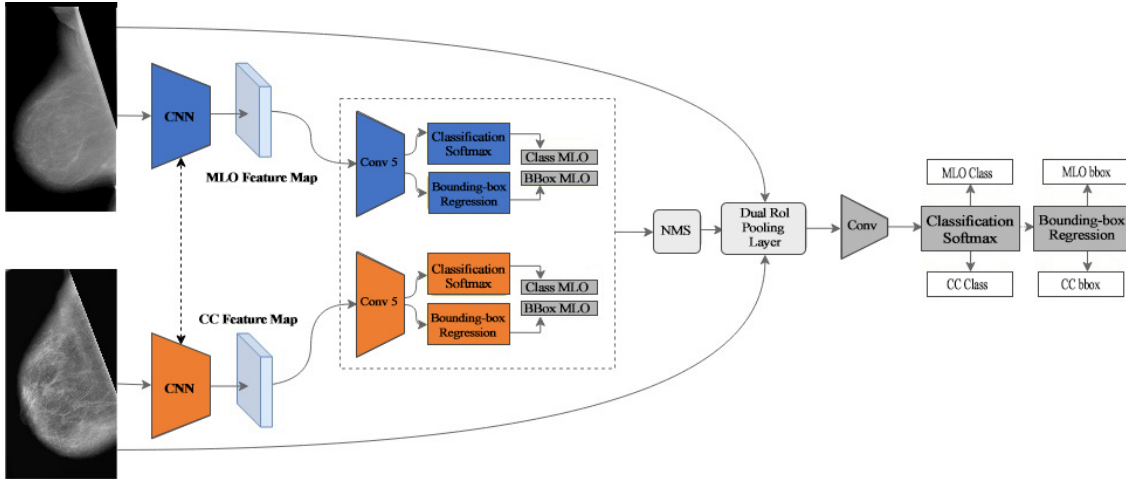 CNN
MLO Feature Map
Conv 5
Classification
Softmax
Bounding-box
Regression
Class MLO
BBox MLO
CNN
CC Feature Map
Conv 5
Classification
Softmax
Bounding-box
Regression
Class MLO
BBox MLO
NMS
Dual RoI
Pooling
Layer
Conv
MLO Class
Classification
Softmax
CC Class
MLO bbox
Bounding-box
Regression
CC bbox